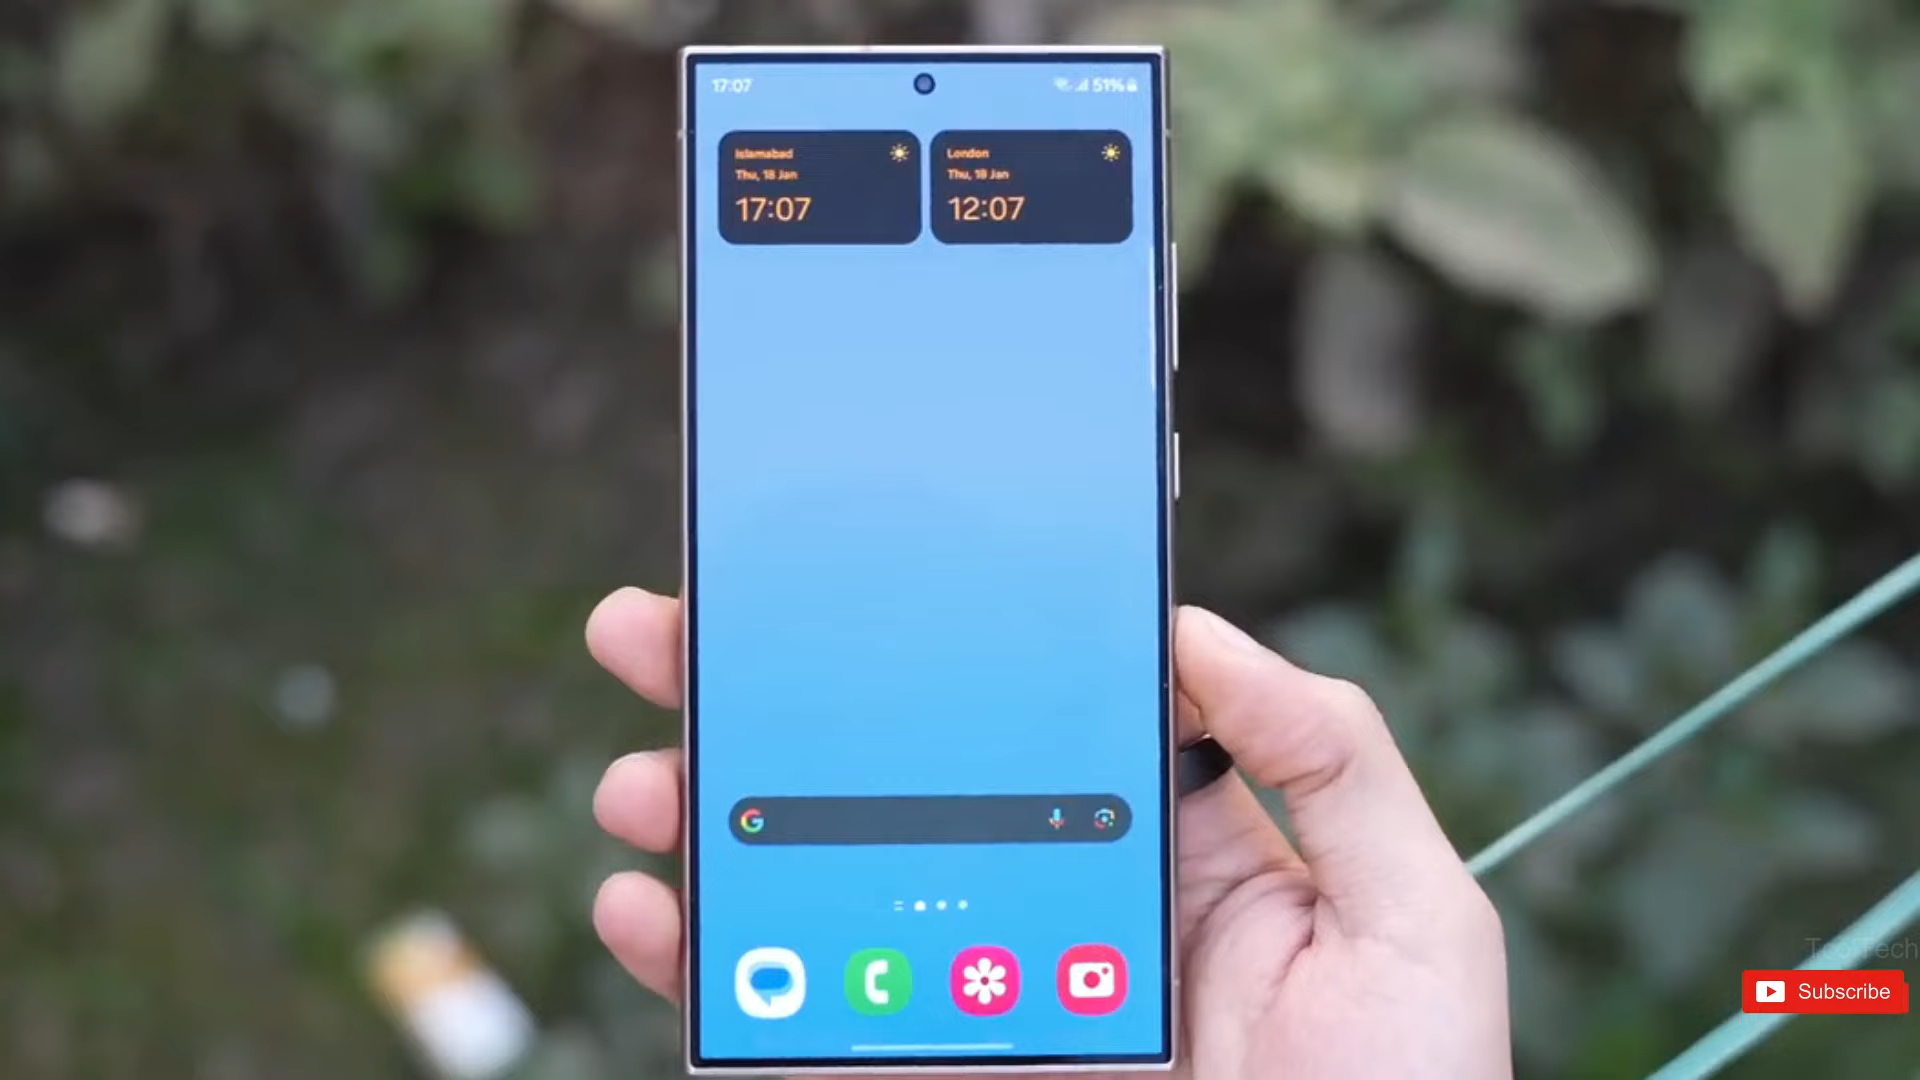 17:07
51%
Islamabad
Thu, 18 Jan
17:07
London
Thu, 18 Jan
12:07
Subscribe